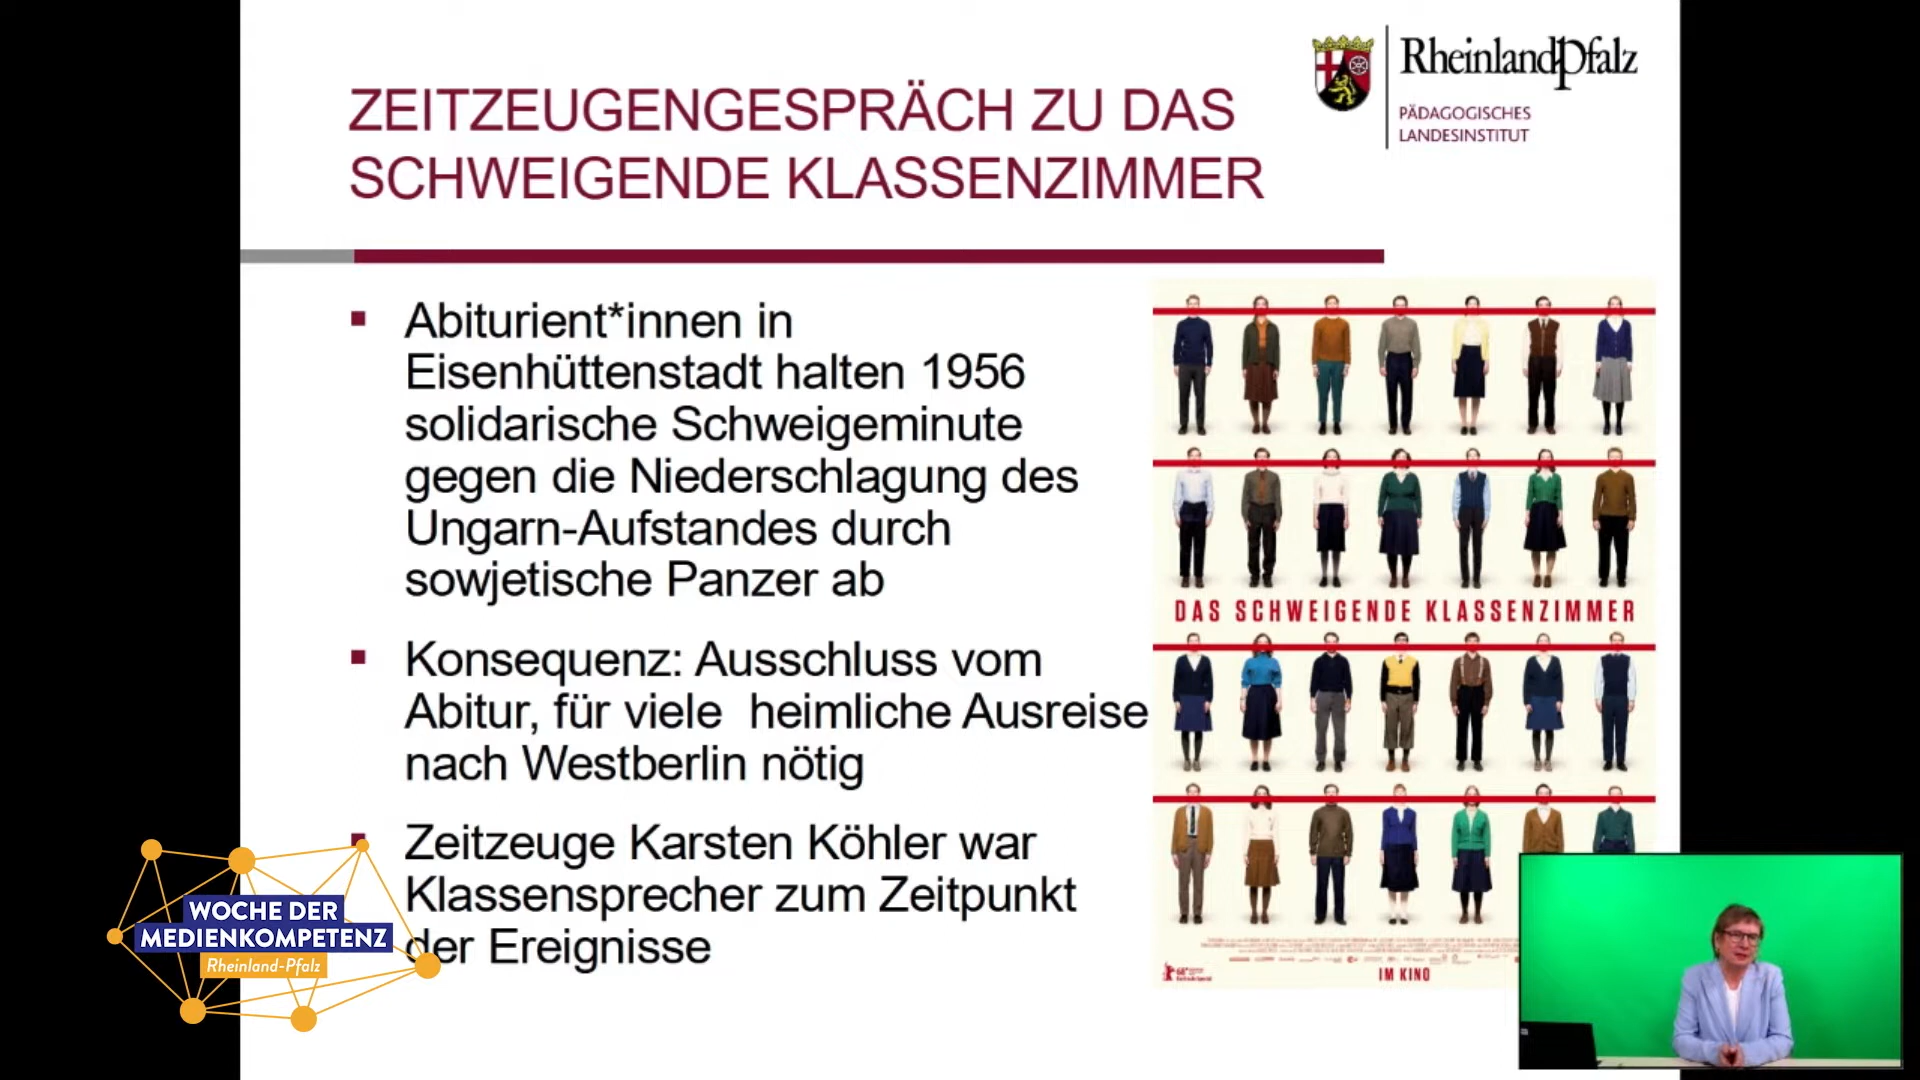 ZEITZEUGENGESPRÄCH ZU DAS
SCHWEIGENDE KLASSENZIMMER
RheinlandPfalz
PÄDAGOGISCHES
LANDESINSTITUT
Abiturient*innen in
Eisenhüttenstadt halten 1956
solidarische Schweigeminute
gegen die Niederschlagung des
Ungarn-Aufstandes durch
sowjetische Panzer ab
Konsequenz: Ausschluss vom
Abitur, für viele heimliche Ausreise
nach Westberlin nötig
Zeitzeuge Karsten Köhler war
Klassensprecher zum Zeitpunkt
der Ereignisse
DAS SCHWEIGENDE KLASSENZIMMER
IM KINO
WOCHE DER
MEDIENKOMPETENZ
Rheinland-Pfalz